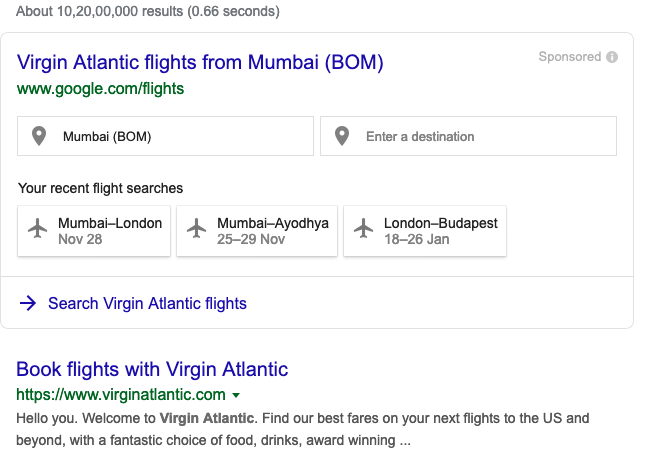 About 10,20,00,000 results (0.66 seconds)
Virgin Atlantic flights from Mumbai (BOM)
Sponsored
www.google.com/flights
Mumbai (BOM)
Enter a destination
Your recent flight searches
Mumbai–London
Nov 28
Mumbai–Ayodhya
25–29 Nov
London–Budapest
18–26 Jan
Search Virgin Atlantic flights
Book flights with Virgin Atlantic
https://www.virginatlantic.com
Hello you. Welcome to Virgin Atlantic. Find our best fares on your next flights to the US and
beyond, with a fantastic choice of food, drinks, award winning ...